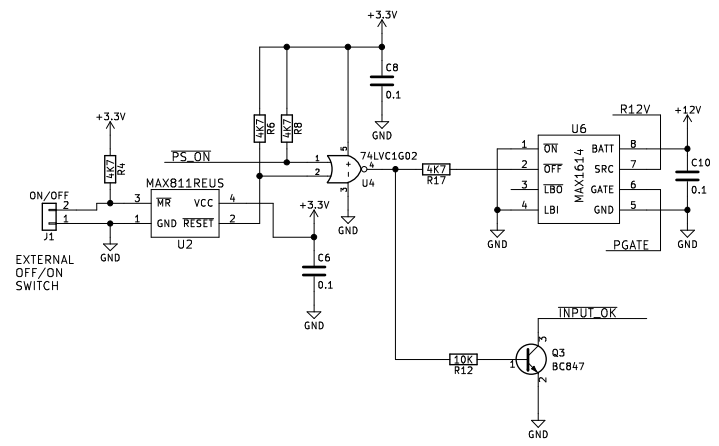 +3.3V
C8
0.1
GND
4K7
R6
4K7
R8
+3.3V
4K7
R4
PS_ON
74LVC1G02
5
1
2
3
4
+
-
U4
GND
4K7
R17
R12V
+12V
U6
MAX1614
1
ON
BATT
8
2
OFF
SRC
7
3
LBO
GATE
6
4
LBI
GND
5
C10
0.1
GND
GND
PGATE
ON/OFF
2
1
J1
MAX811REUS
3
MR
VCC
4
1
GND
RESET
2
U2
GND
EXTERNAL
OFF/ON
SWITCH
+3.3V
C6
0.1
GND
INPUT_OK
10K
R12
1
3
2
Q3
BC847
GND